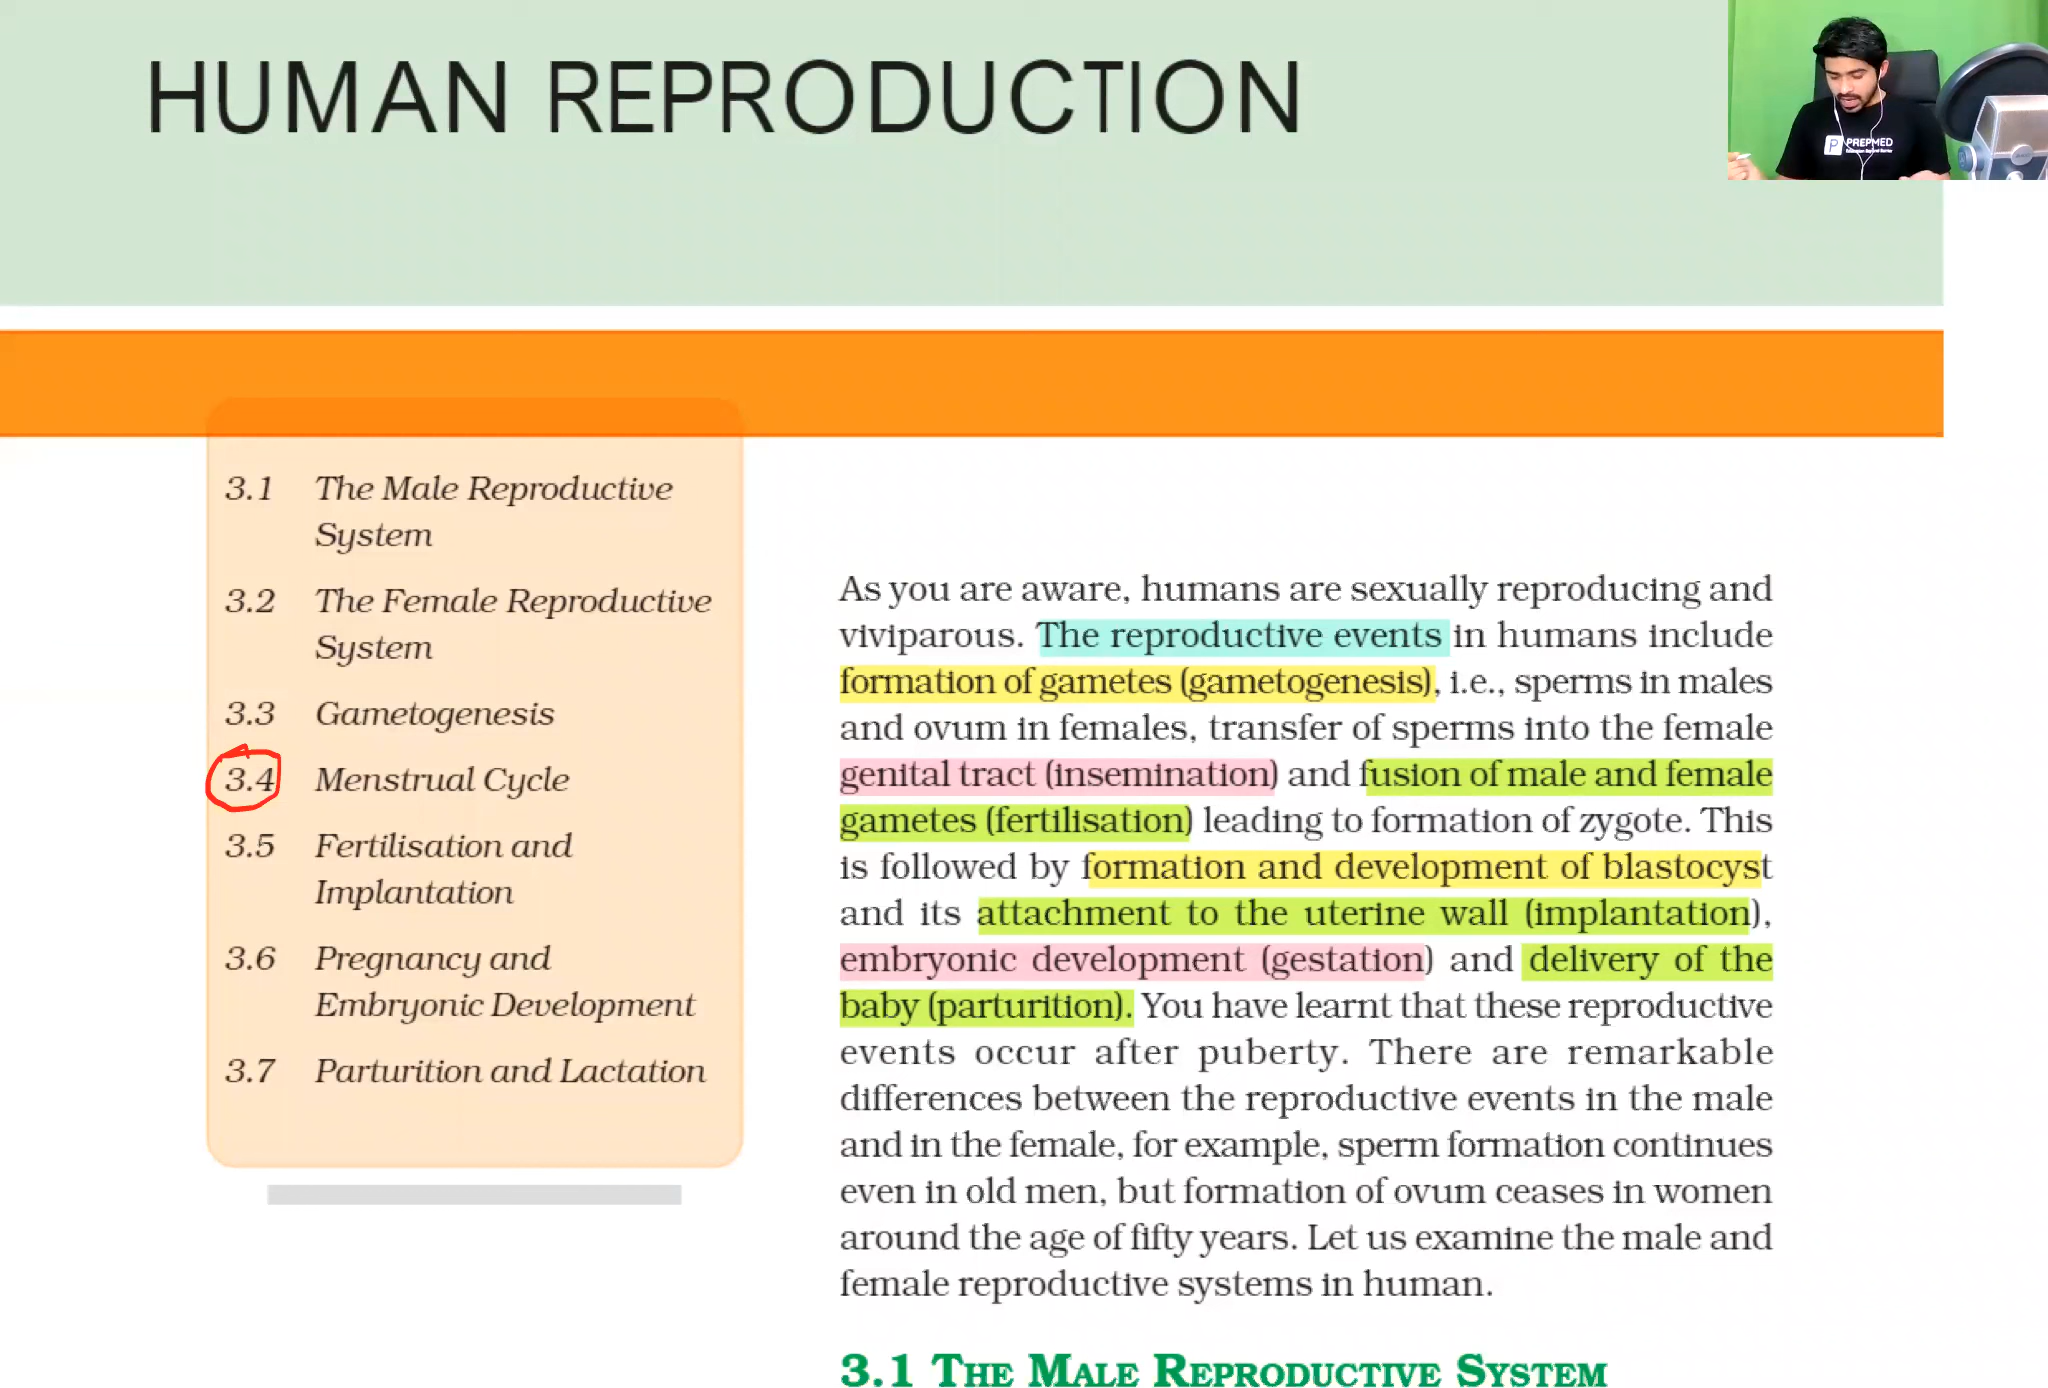 HUMAN REPRODUCTION
PREPMED
3.1 The Male Reproductive
System
3.2 The Female Reproductive
System
3.3 Gametogenesis
3.4 Menstrual Cycle
3.5 Fertilisation and
Implantation
3.6 Pregnancy and
Embryonic Development
3.7 Parturition and Lactation
As you are aware, humans are sexually reproducing and
viviparous. The reproductive events in humans include
formation of gametes (gametogenesis), i.e., sperms in males
and ovum in females, transfer of sperms into the female
genital tract (insemination) and fusion of male and female
gametes (fertilisation) leading to formation of zygote. This
is followed by formation and development of blastocyst
and its attachment to the uterine wall (implantation),
embryonic development (gestation) and delivery of the
baby (parturition). You have learnt that these reproductive
events occur after puberty. There are remarkable
differences between the reproductive events in the male
and in the female, for example, sperm formation continues
even in old men, but formation of ovum ceases in women
around the age of fifty years. Let us examine the male and
female reproductive systems in human.
3.1 THE MALE REPRODUCTIVE SYSTEM